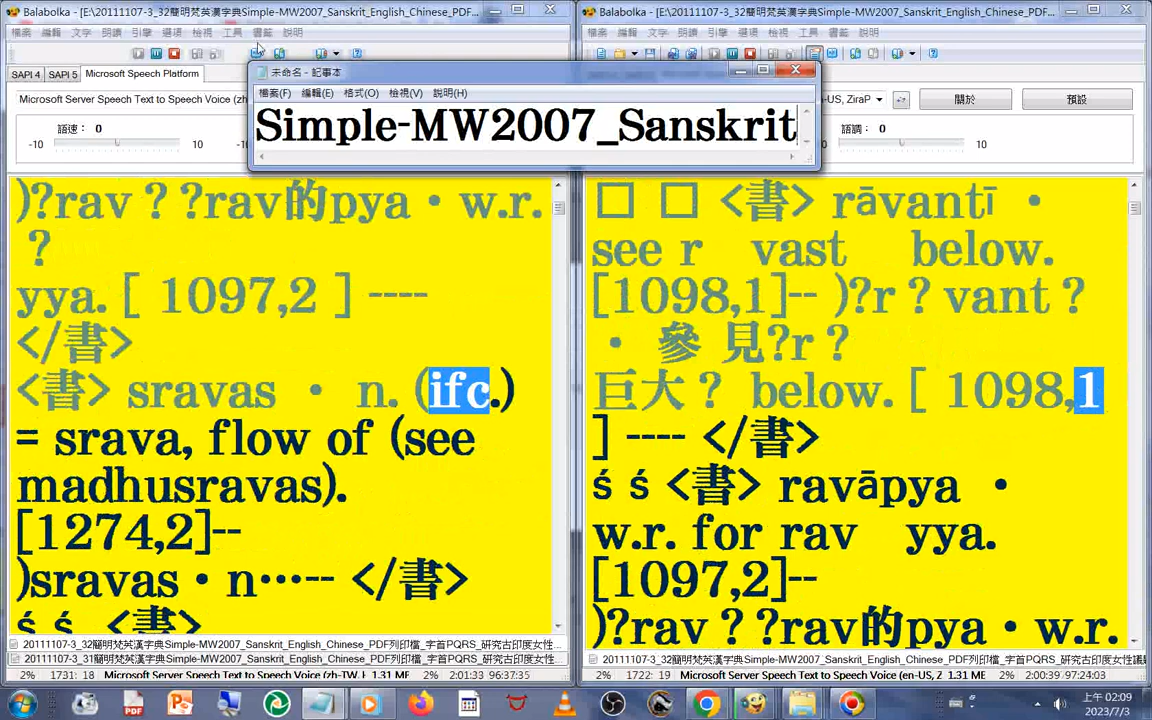 Balabolka - [E:\20111107-3_32簡明梵英漢字典Simple-MW2007_Sanskrit_English_Chinese_PDF...
檔案 編輯 文字 朗讀 引擎 選項 檢視 工具 書籤 說明
SAPI 4 SAPI 5 Microsoft Speech Platform
Microsoft Server Speech Text to Speech Voice (zh
語速： 0
-10 10 -10
)?rav ? ?rav的pya • w.r.
?
yya. [ 1097,2 ] ----
</書>
<書> sravas • n. (ifc.)
= srava, flow of (see
madhusravas).
[1274,2]--
)sravas • n…-- </書>
ś ś <書>
20111107-3_32簡明梵英漢字典Simple-MW2007_Sanskrit_English_Chinese_PDF列印檔_字首PQRS_研究古印度女性...
20111107-3_31簡明梵英漢字典Simple-MW2007_Sanskrit_English_Chinese_PDF列印檔_字首PQRS_研究古印度女性...
2% 1731: 18 Microsoft Server Speech Text to Speech Voice (zh-TW, H 1.31 ME 2% 2:01:33 96:37:35
未命名 - 記事本
檔案(F) 編輯(E) 格式(O) 檢視(V) 說明(H)
Simple-MW2007_Sanskrit
Balabolka - [E:\20111107-3_32簡明梵英漢字典Simple-MW2007_Sanskrit_English_Chinese_PDF...
檔案 編輯 文字 朗讀 引擎 選項 檢視 工具 書籤 說明
-US, ZiraP 關於 預設
語調： 0
-10 10
□ □ <書> rāvantī •
see r vast below.
[1098,1]-- )?r ? vant ?
• 參 見?r ?
巨大 ? below. [ 1098,1
] ---- </書>
ś ś <書> ravāpya •
w.r. for rav yya.
[1097,2]--
)?rav ? ?rav的pya • w.r.
20111107-3_32簡明梵英漢字典Simple-MW2007_Sanskrit_English_Chinese_PDF列印檔_字首PQRS_研究古印度女性議
2% 1722: 19 Microsoft Server Speech Text to Speech Voice (en-US, Z 1.31 MB 2% 2:00:39 97:24:03
上午 02:09
2023/7/3